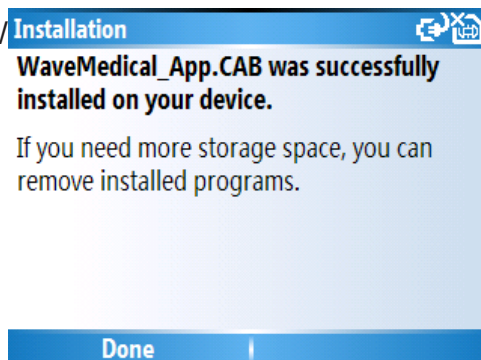 /
Installation
WaveMedical_App.CAB was successfully
installed on your device.
If you need more storage space, you can
remove installed programs.
Done